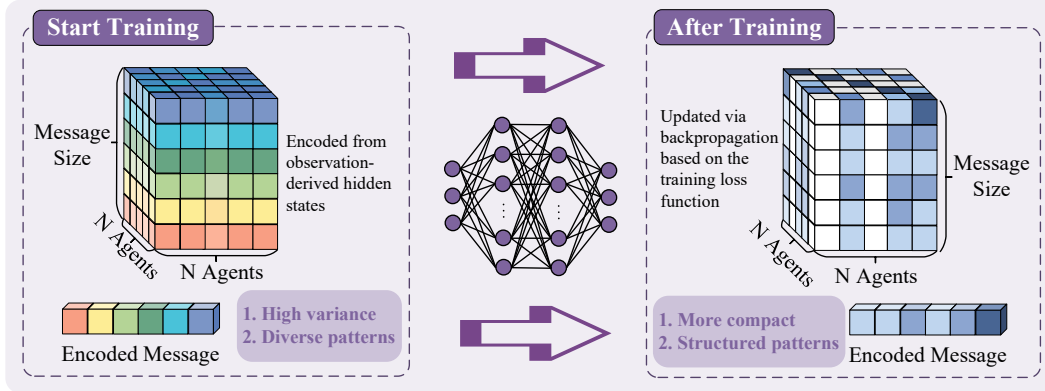 Start Training
Message
Size
N Agents
N Agents
Encoded from
observation-
derived hidden
states
Encoded Message
1. High variance
2. Diverse patterns
After Training
Updated via
backpropagation
based on the
training loss
function
Message
Size
N Agents
N Agents
1. More compact
2. Structured patterns
Encoded Message